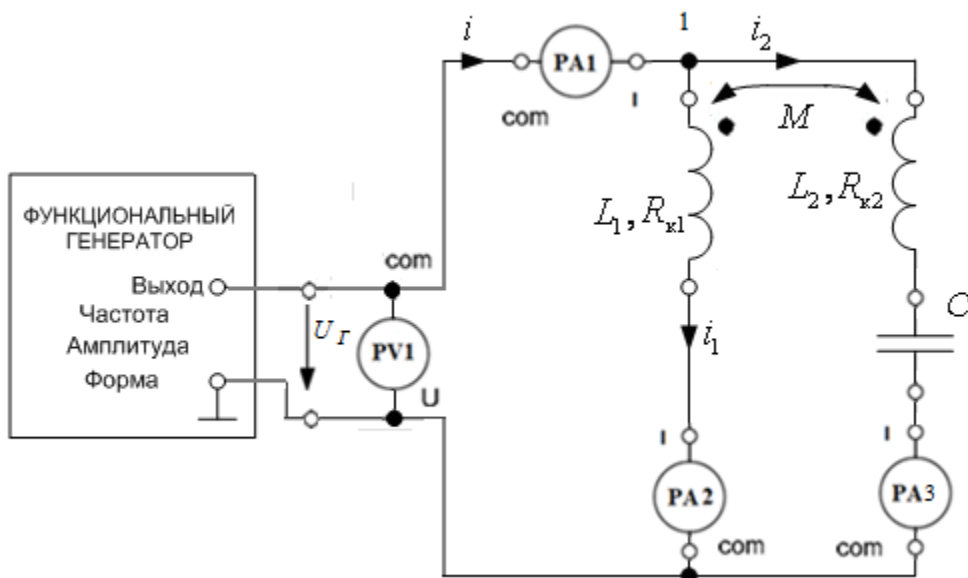 i
PA1
com
I
1
i₂
M
L₁, Rк1
L₂, Rк2
ФУНКЦИОНАЛЬНЫЙ
ГЕНЕРАТОР
Выход
Частота
Амплитуда
Форма
U Г
com
PV1
U
i₁
C
I
PA2
com
I
PA3
com